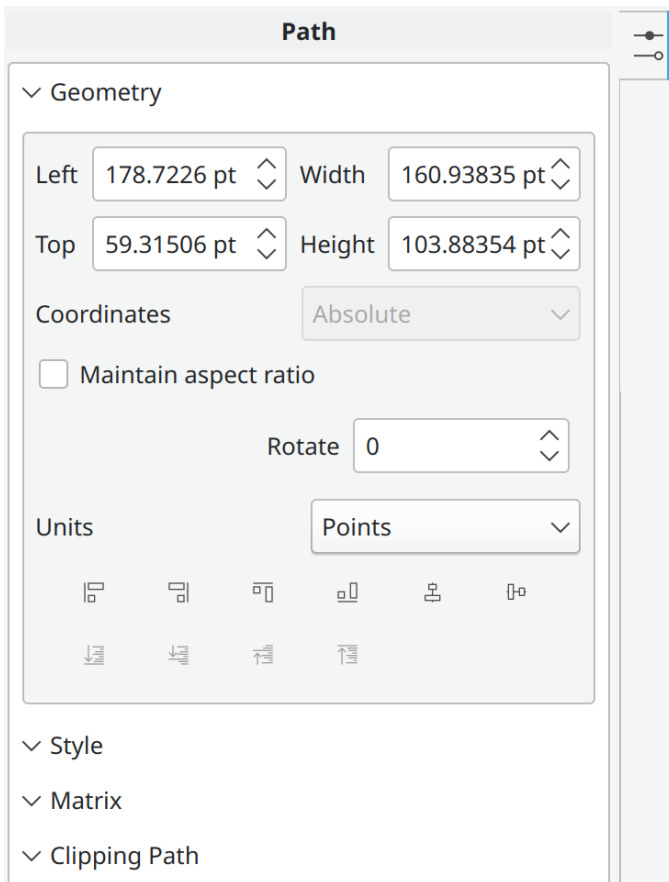 Path
Geometry
Left 178.7226 pt Width 160.93835 pt
Top 59.31506 pt Height 103.88354 pt
Coordinates Absolute
Maintain aspect ratio
Rotate 0
Units Points
Style
Matrix
Clipping Path